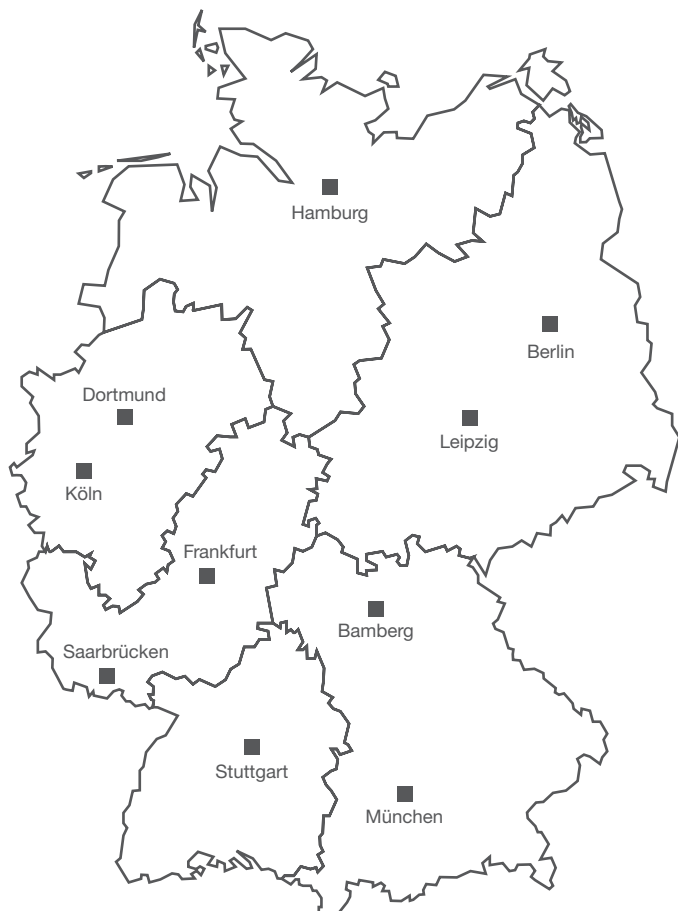 Hamburg
Berlin
Dortmund
Leipzig
Köln
Frankfurt
Bamberg
Saarbrücken
Stuttgart
München